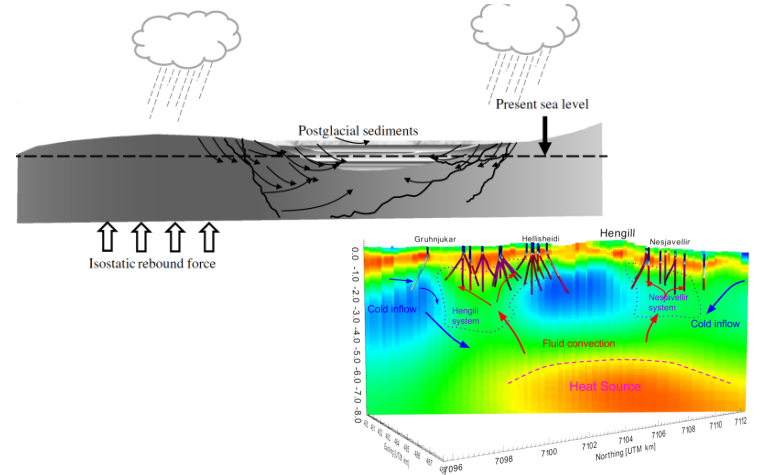 Present sea level
Postglacial sediments
Isostatic rebound force
Hengill
Gruhnjukar
Hellisheidi
Nesjavellir
0.0
-1.0
-2.0
-3.0
-4.0
-5.0
-6.0
-7.0
-8.0
Cold inflow
Hengill
system
Nesjavellir
system
Cold inflow
Fluid convection
Heat Source
7096
7098
7100
7102
7104
7106
7108
7110
7112
Northing [UTM km]